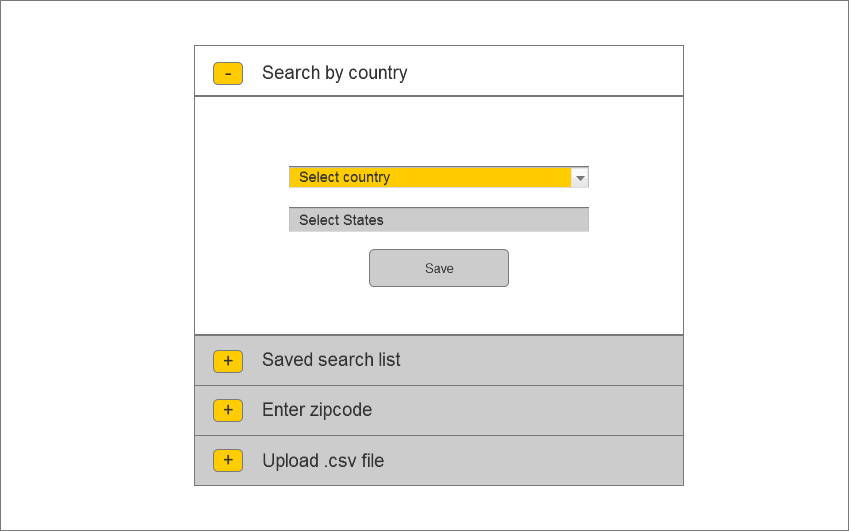 - Search by country
Select country
Select States
Save
+ Saved search list
+ Enter zipcode
+ Upload .csv file